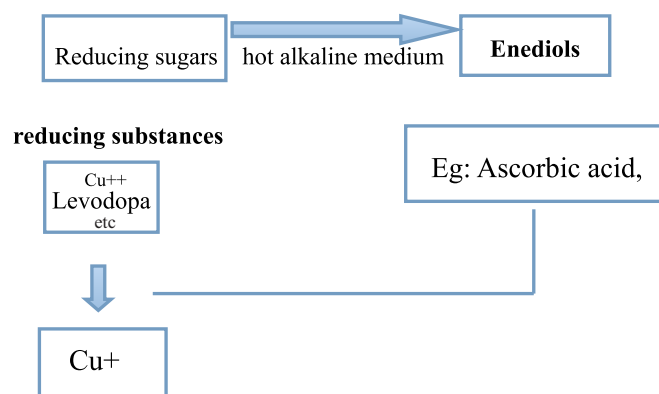 Reducing sugars
hot alkaline medium
Enediols
reducing substances
Eg: Ascorbic acid,
Cu++
Levodopa
etc
Cu+